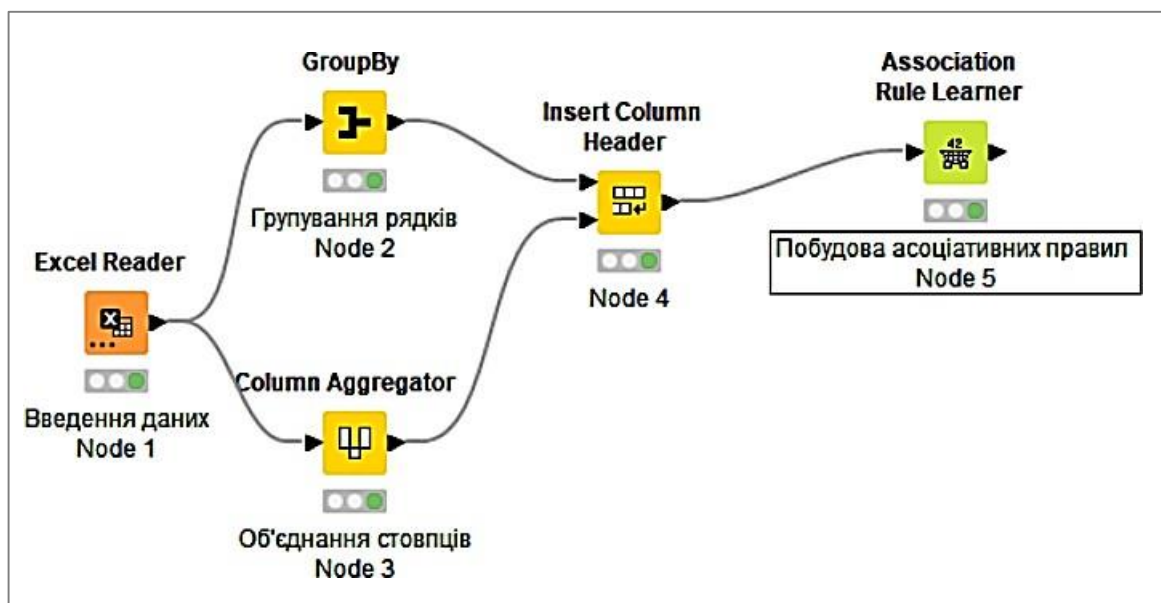 GroupBy
Групування рядків
Node 2
Excel Reader
Введення даних
Node 1
Column Aggregator
Об'єднання стовпців
Node 3
Insert Column
Header
Node 4
Association
Rule Learner
42
Побудова асоціативних правил
Node 5